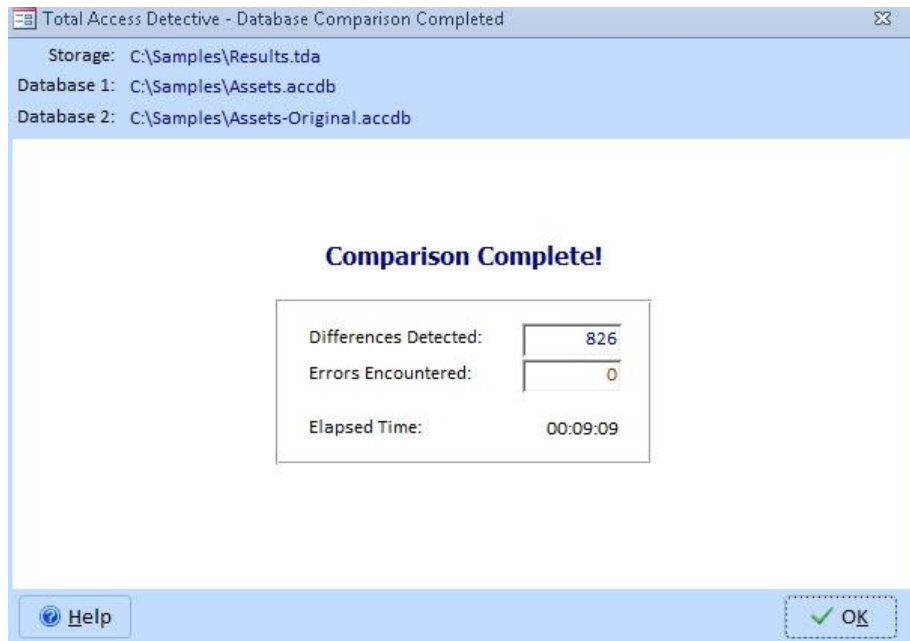 Total Access Detective - Database Comparison Completed
Storage: C:\Samples\Results.tda
Database 1: C:\Samples\Assets.accdb
Database 2: C:\Samples\Assets-Original.accdb
Comparison Complete!
Differences Detected: 826
Errors Encountered: 0
Elapsed Time: 00:09:09
Help
OK